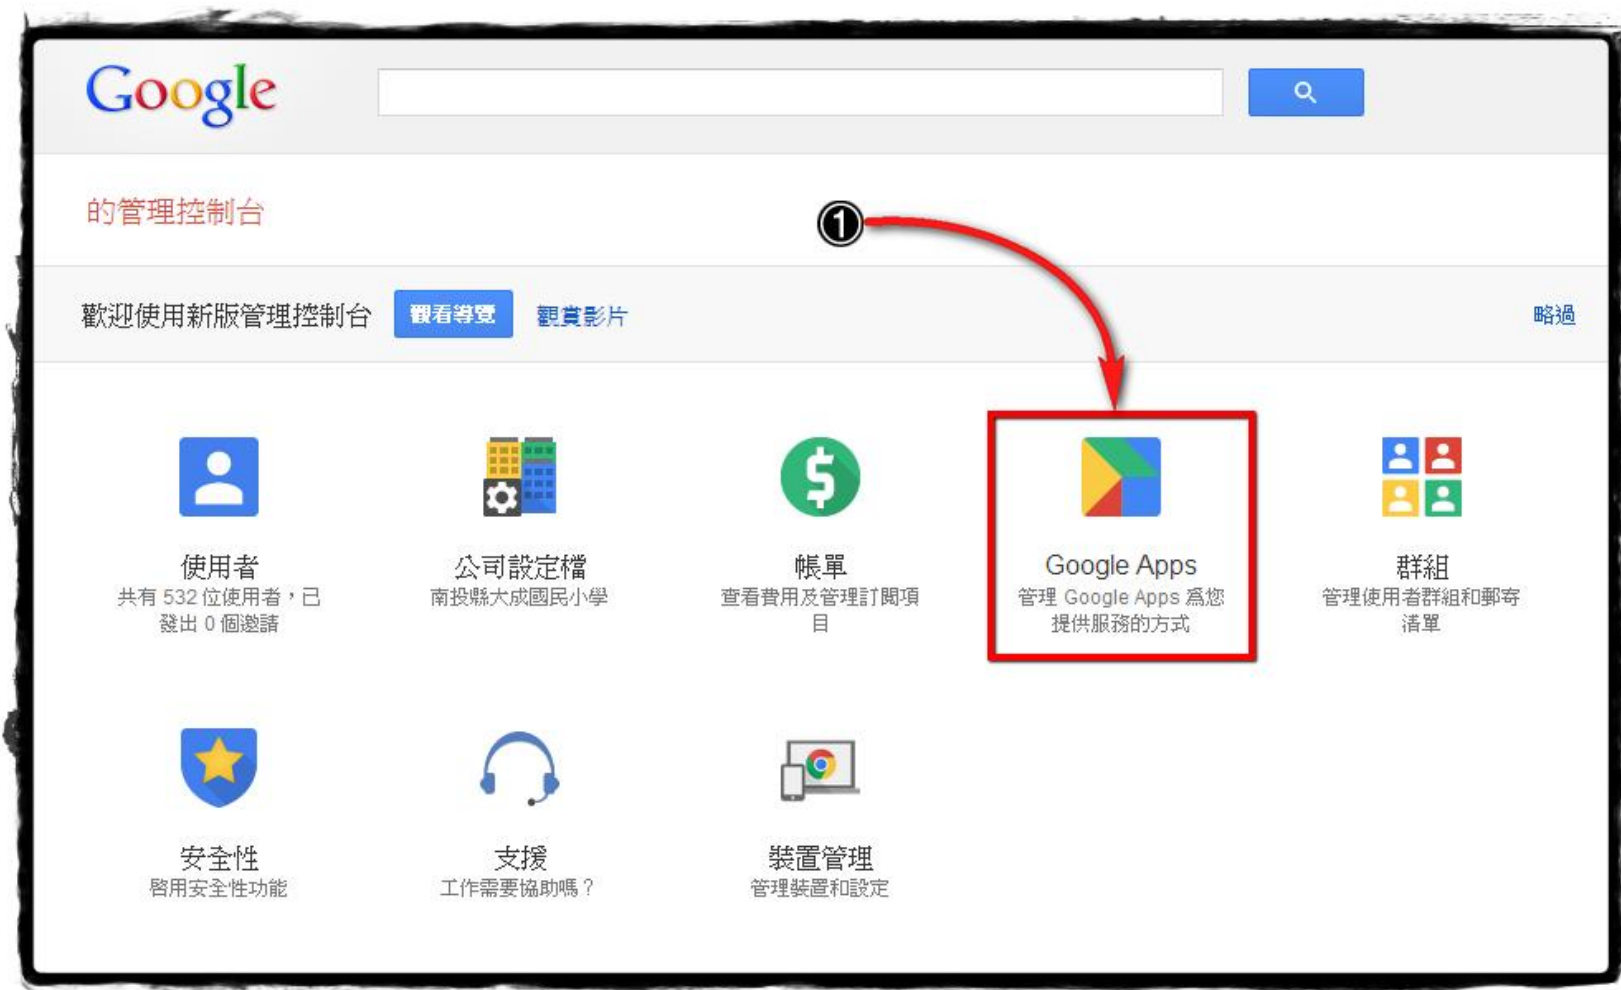 Google
的管理控制台
❶
歡迎使用新版管理控制台 觀看導覽 觀賞影片 略過
使用者
共有 532 位使用者，已
發出 0 個邀請
公司設定檔
南投縣大成國民小學
帳單
查看費用及管理訂閱項
目
Google Apps
管理 Google Apps 為您
提供服務的方式
群組
管理使用者群組和郵寄
清單
安全性
啓用安全性功能
支援
工作需要協助嗎？
裝置管理
管理裝置和設定